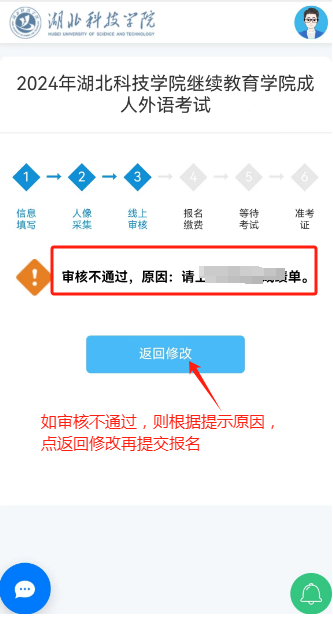 湖北科技学院
HUBEI UNIVERSITY OF SCIENCE AND TECHNOLOGY
2024年湖北科技学院继续教育学院成
人外语考试
1 2 3 4 5 6
信息 人像 线上 报名 等待 准考
填写 采集 审核 缴费 考试 证
审核不通过，原因：请上 单。
返回修改
如审核不通过，则根据提示原因，
点返回修改再提交报名